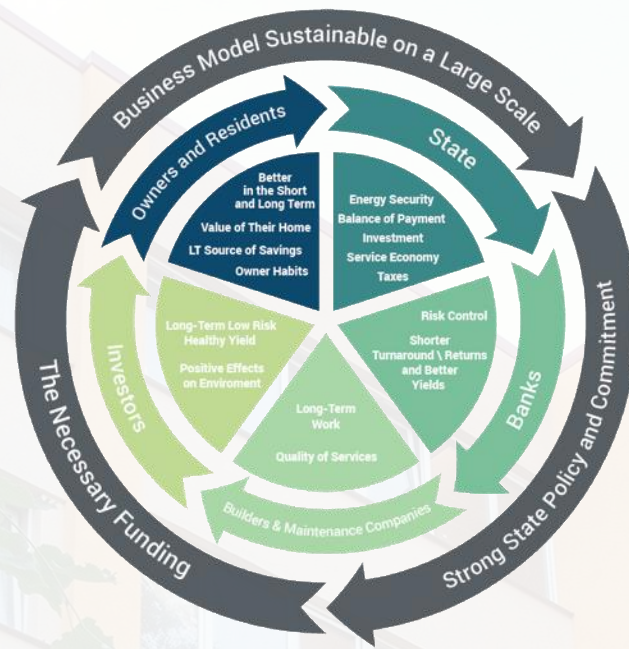 Business Model Sustainable on a Large Scale
Strong State Policy and Commitment
The Necessary Funding
Owners and Residents
State
Banks
Builders & Maintenance Companies
Investors
Better
in the Short
and Long Term
Value of Their Home
LT Source of Savings
Owner Habits
Energy Security
Balance of Payment
Investment
Service Economy
Taxes
Risk Control
Shorter
Turnaround \ Returns
and Better
Yields
Long-Term
Work
Quality of Services
Long-Term Low Risk
Healthy Yield
Positive Effects
on Enviroment